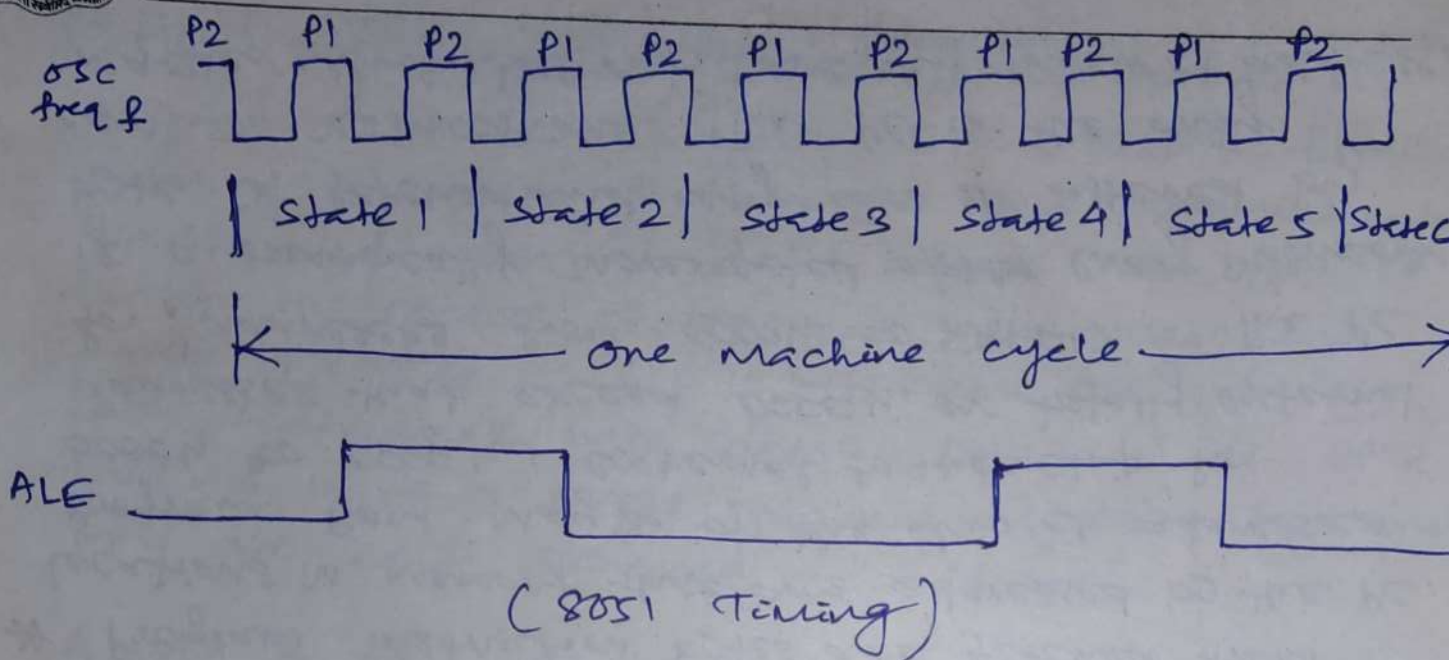 P2 P1 P2 P1 P2 P1 P2 P1 P2 P1 P2
osc
freq f
State 1 State 2 State 3 State 4 State 5 State
One Machine cycle
ALE
(8051 Timing)